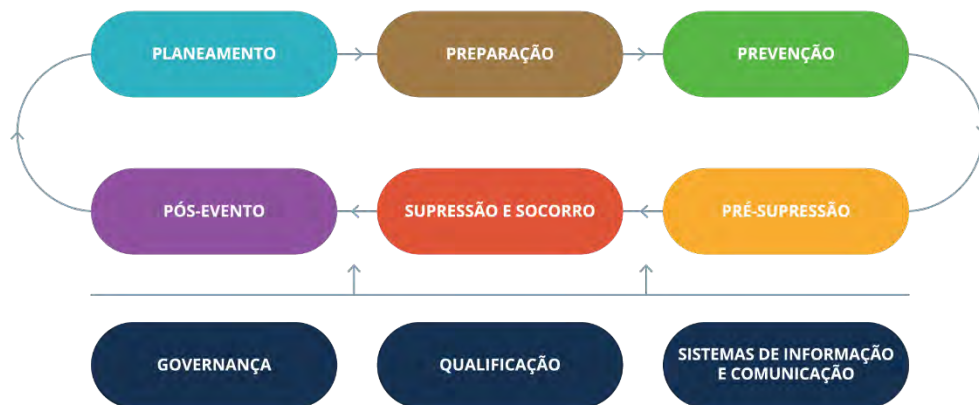 PLANEAMENTO
PREPARAÇÃO
PREVENÇÃO
PÓS-EVENTO
SUPRESSÃO E SOCORRO
PRÉ-SUPRESSÃO
GOVERNANÇA
QUALIFICAÇÃO
SISTEMAS DE INFORMAÇÃO
E COMUNICAÇÃO